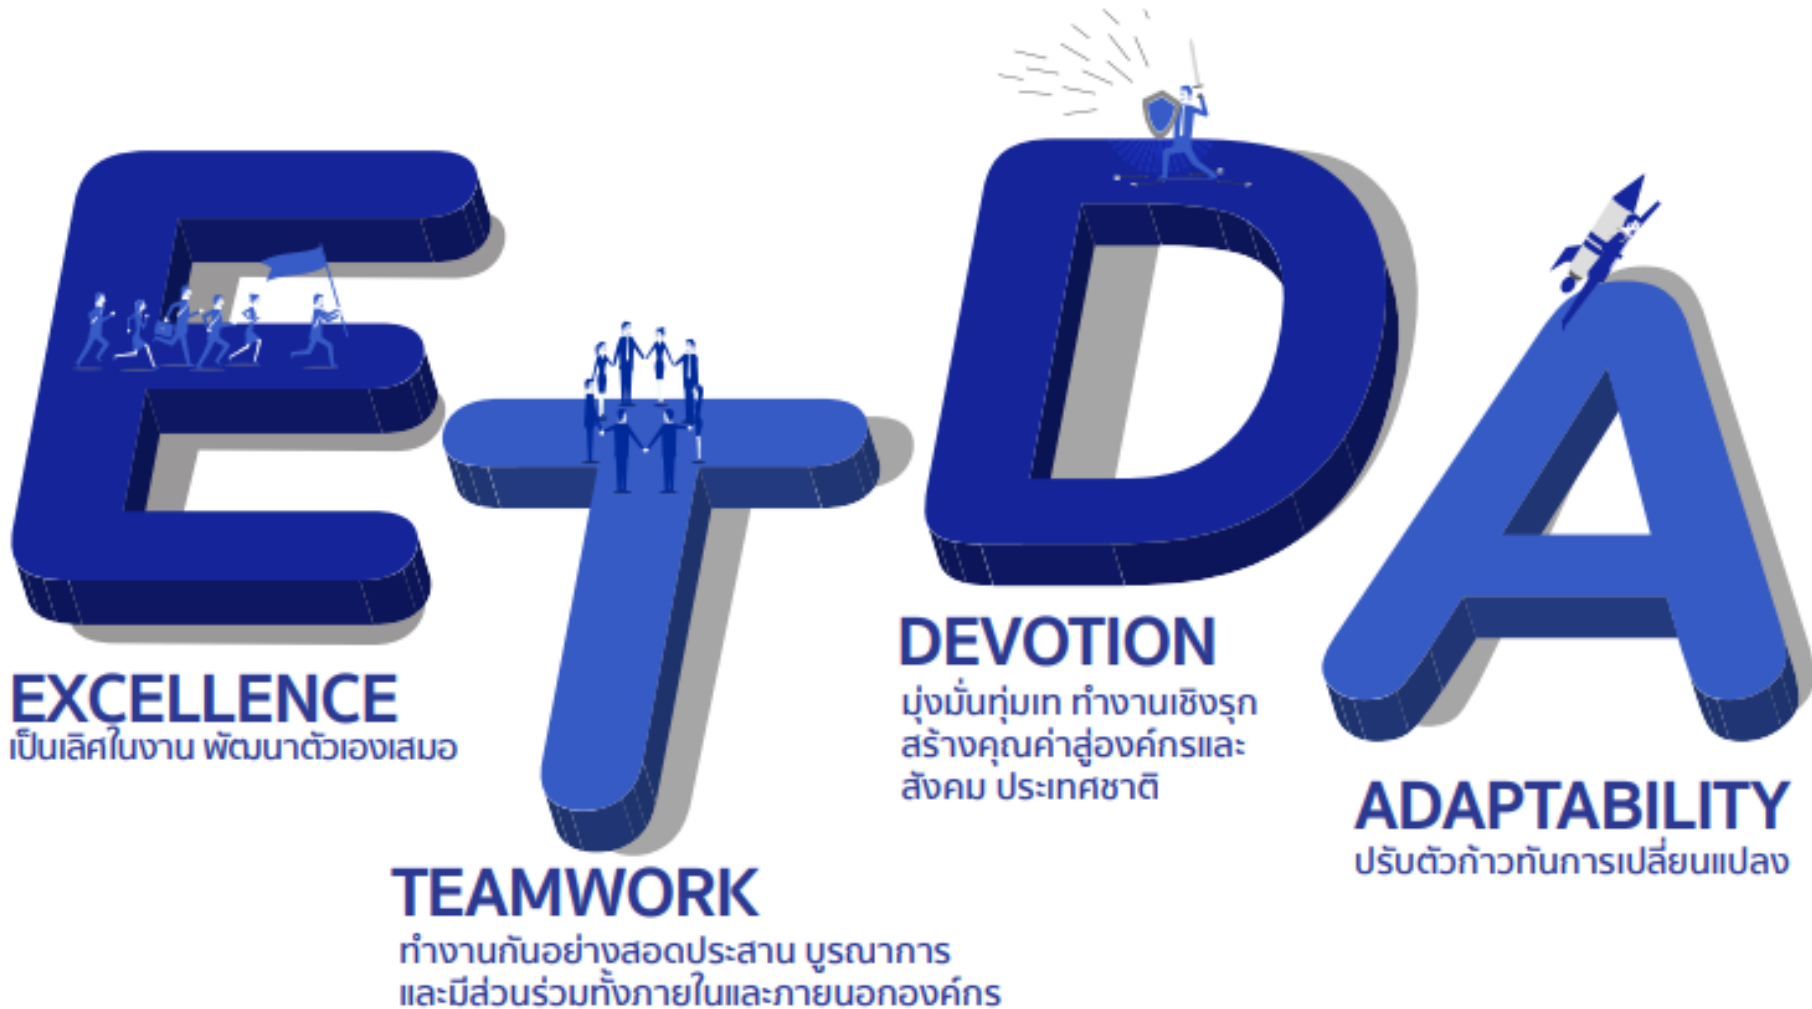 ETDA
EXCELLENCE
เป็นเลิศในงาน พัฒนาตัวเองเสมอ
TEAMWORK
ทำงานกันอย่างสอดประสาน บูรณาการ
และมีส่วนร่วมทั้งภายในและภายนอกองค์กร
DEVOTION
มุ่งมั่นทุ่มเท ทำงานเชิงรุก
สร้างคุณค่าสู่องค์กรและ
สังคม ประเทศชาติ
ADAPTABILITY
ปรับตัวก้าวทันการเปลี่ยนแปลง